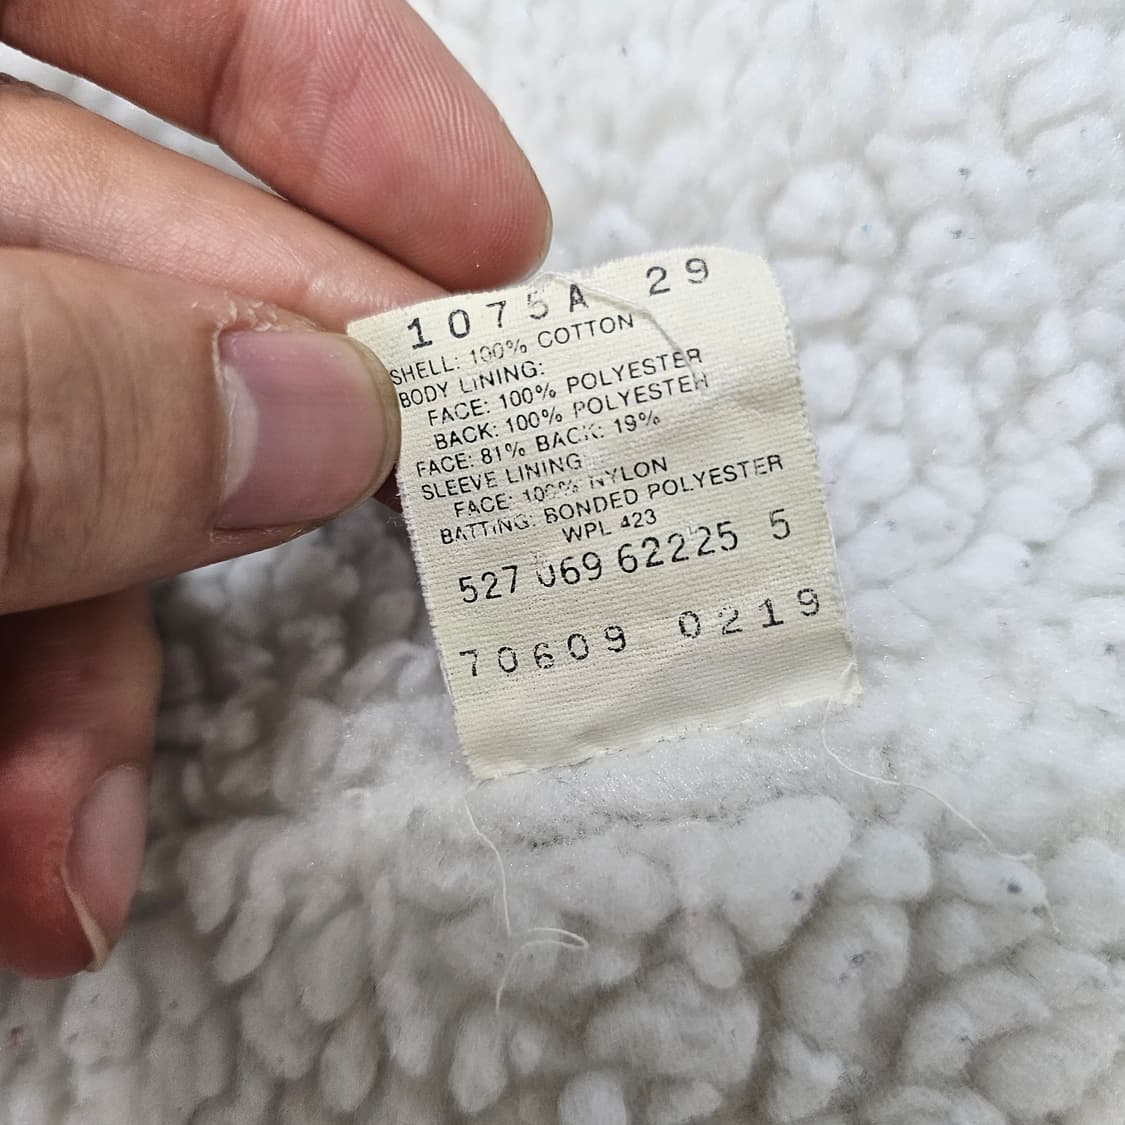 1075A 29
SHELL: 100% COTTON
BODY LINING:
FACE: 100% POLYESTER
BACK: 100% POLYESTER
FACE: 81% BACK: 19%
SLEEVE LINING
FACE: 100% NYLON
BATTING: BONDED POLYESTER
WPL 423
527 069 62225 5
70609 0219